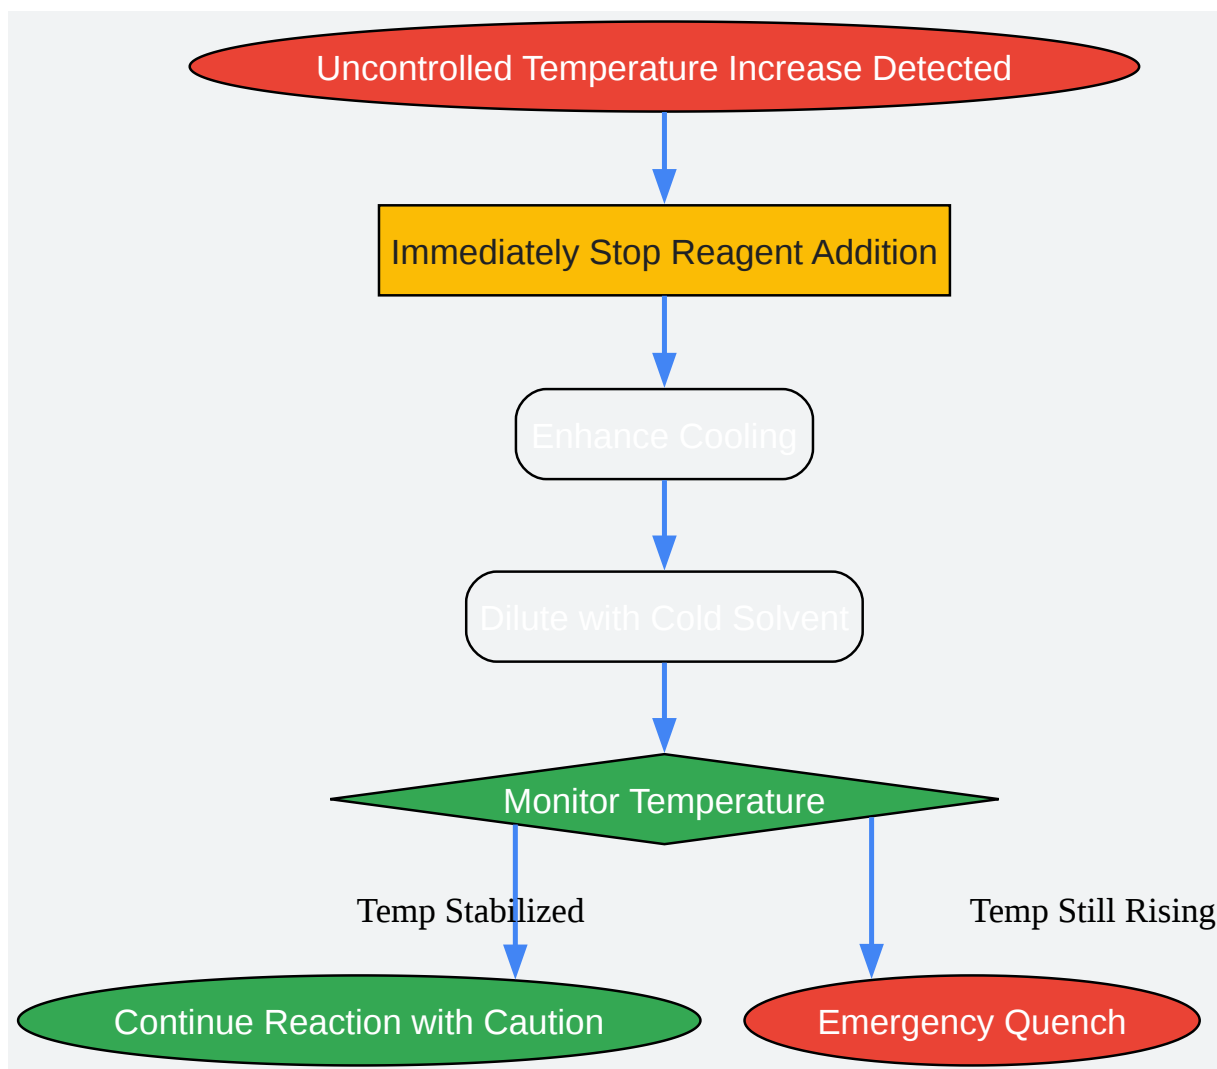 Uncontrolled Temperature Increase Detected
Immediately Stop Reagent Addition
Enhance Cooling
Dilute with Cold Solvent
Monitor Temperature
Temp Stabilized
Temp Still Rising
Continue Reaction with Caution
Emergency Quench